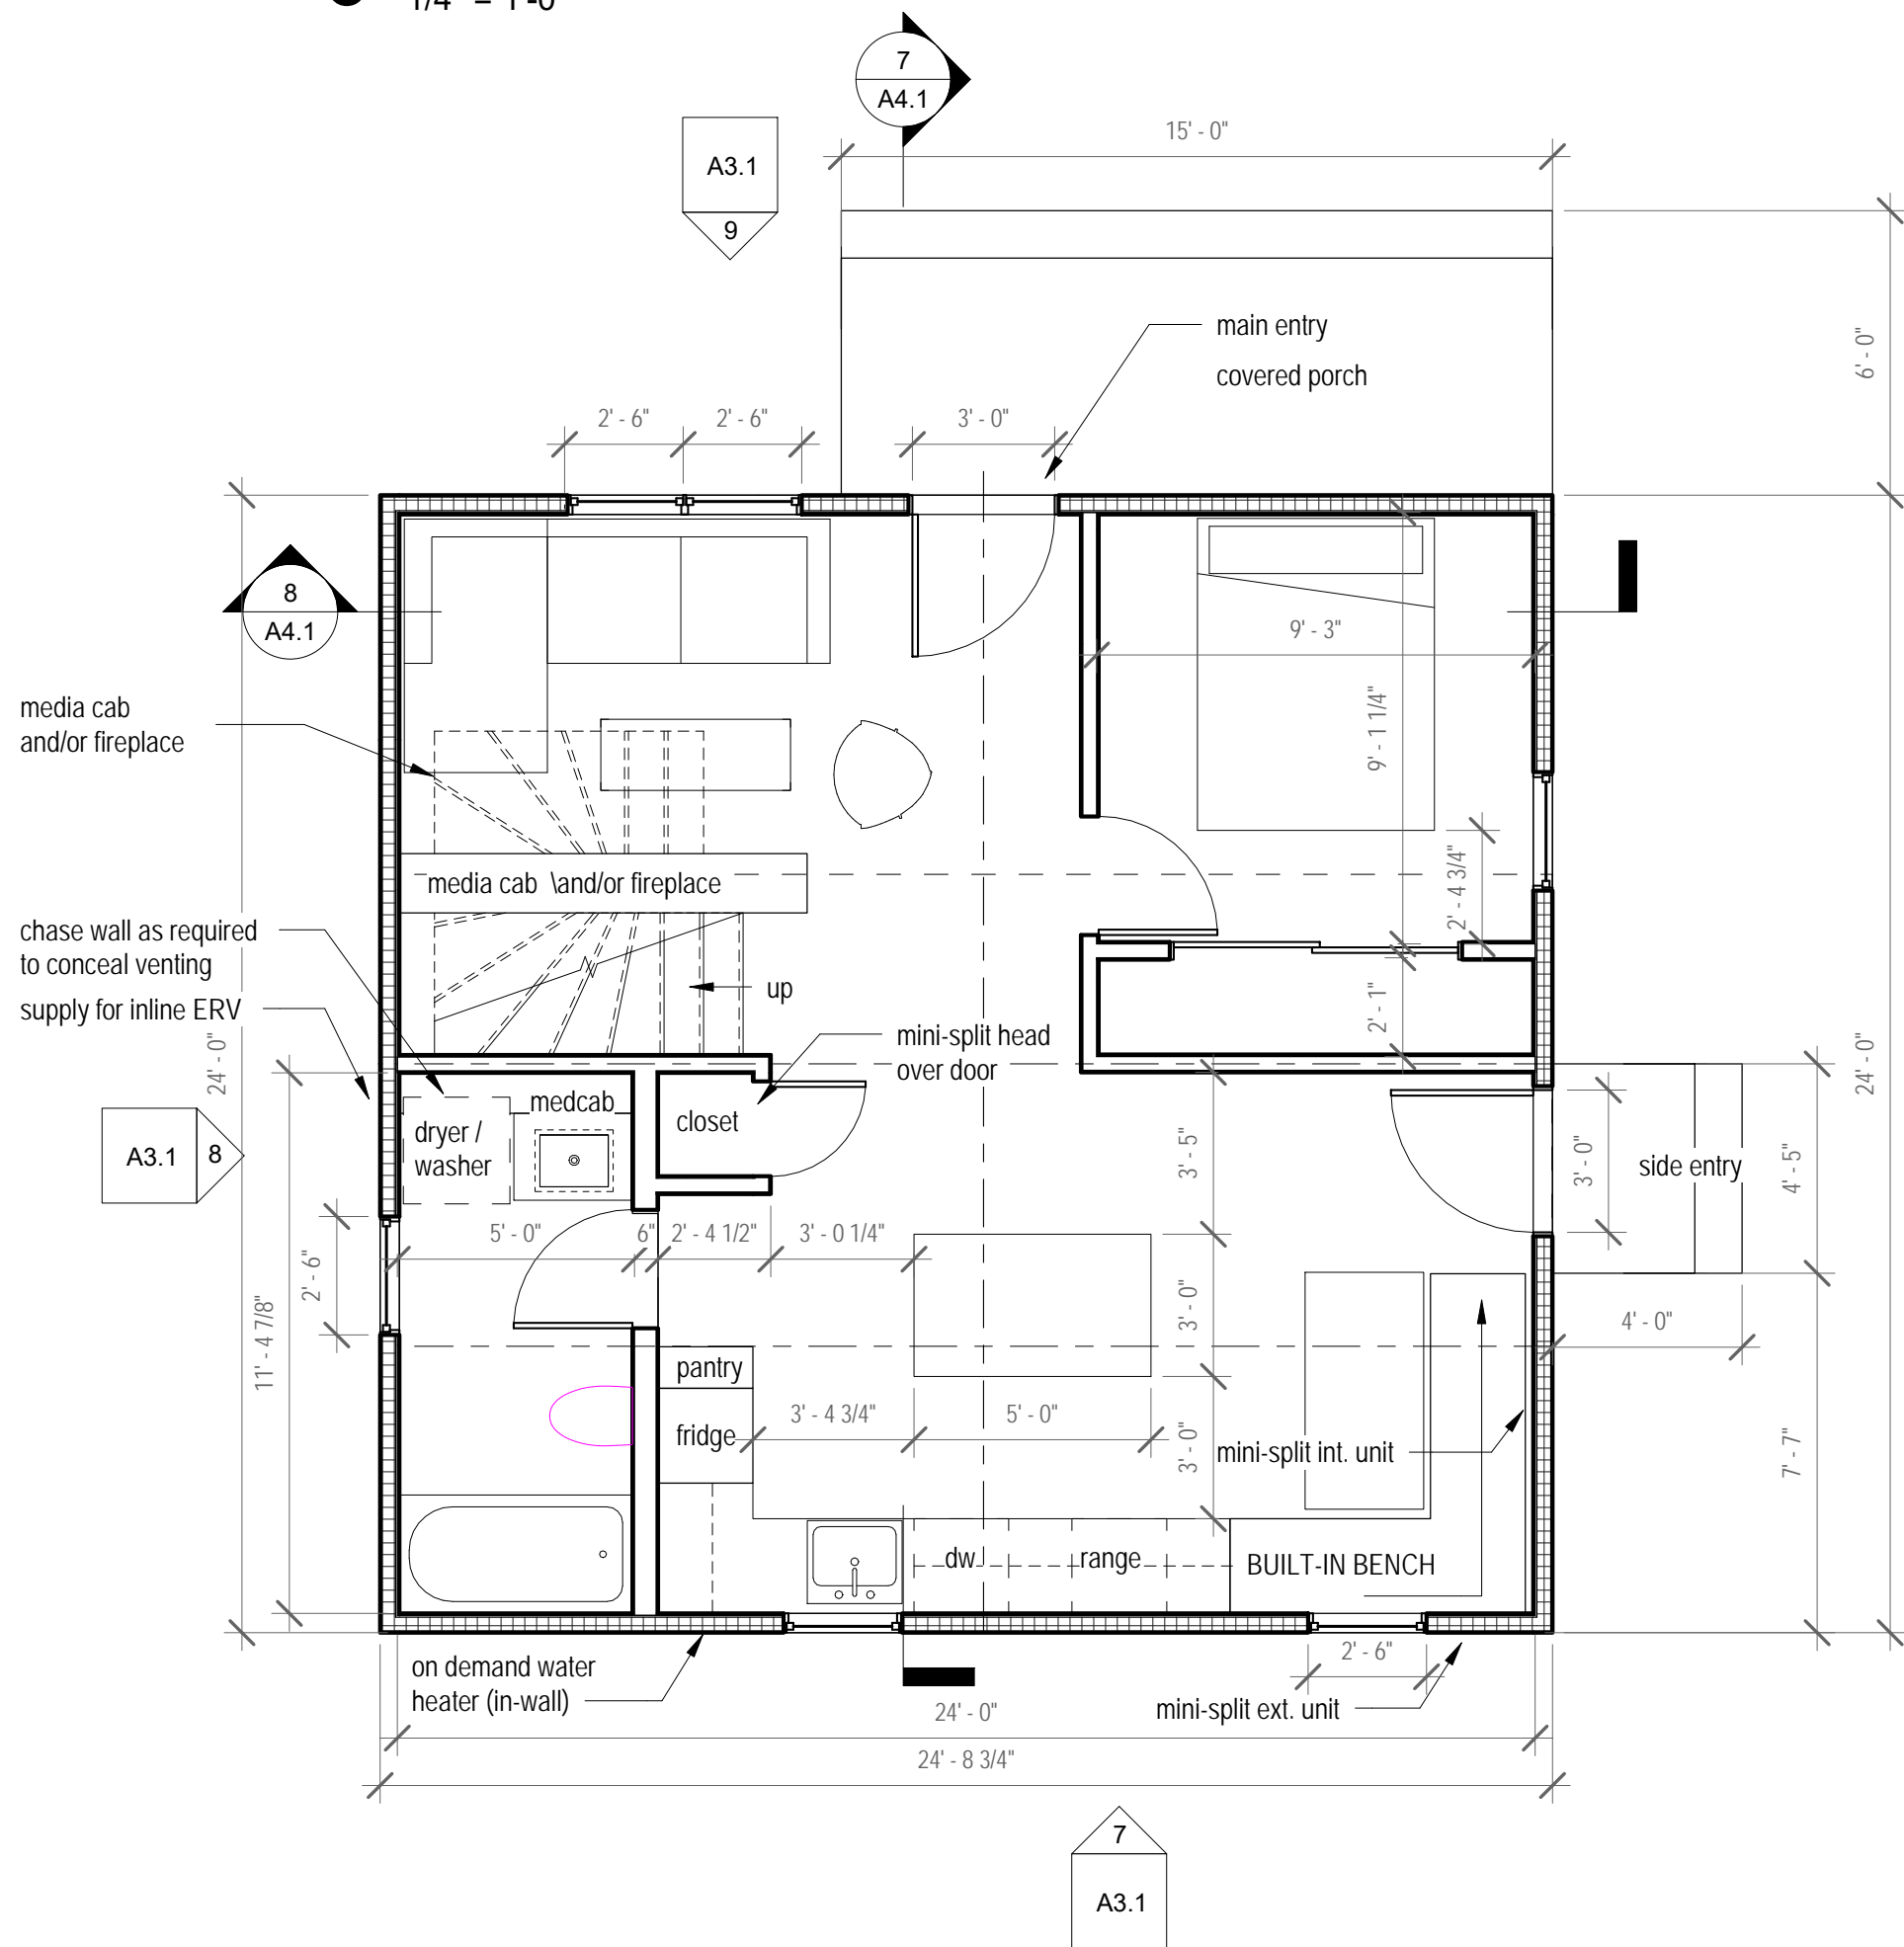 1/4" = 1'-0"
7
A4.1
15' - 0"
A3.1
9
main entry
covered porch
6' - 0"
2' - 6"
2' - 6"
3' - 0"
8
A4.1
9' - 3"
media cab
and/or fireplace
9' - 1 1/4"
2' - 4 3/4"
media cab \and/or fireplace
chase wall as required
to conceal venting
supply for inline ERV
up
2' - 1"
mini-split head
over door
24' - 0"
24' - 0"
medcab
closet
dryer /
washer
A3.1
8
3' - 5"
3' - 0"
side entry
4' - 5"
5' - 0"
6"
2' - 4 1/2"
3' - 0 1/4"
2' - 6"
11' - 4 7/8"
3' - 0"
4' - 0"
pantry
fridge
3' - 4 3/4"
5' - 0"
3' - 0"
mini-split int. unit
7' - 7"
dw
range
BUILT-IN BENCH
on demand water
heater (in-wall)
2' - 6"
mini-split ext. unit
24' - 0"
24' - 8 3/4"
7
A3.1